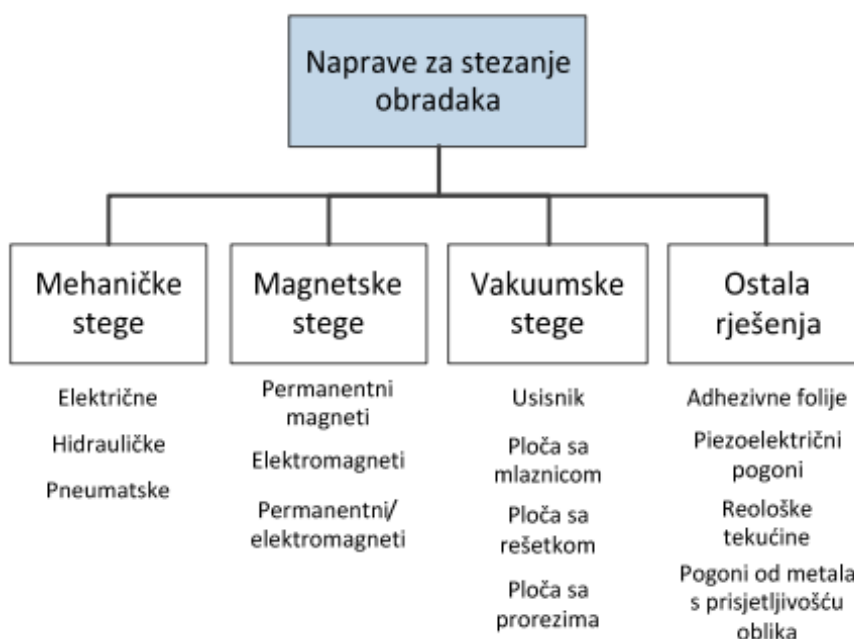 Naprave za stezanje
obradaka
Mehaničke
stege
Električne
Hidrauličke
Pneumatske
Magnetske
stege
Permanentni
magneti
Elektromagneti
Permanentni/
elektromagneti
Vakuumske
stege
Usisnik
Ploča sa
mlaznicom
Ploča sa
rešetkom
Ploča sa
prorezima
Ostala
rješenja
Adhezivne folije
Piezoelektrični
pogoni
Reološke
tekućine
Pogoni od metala
s prisjetljivošću
oblika